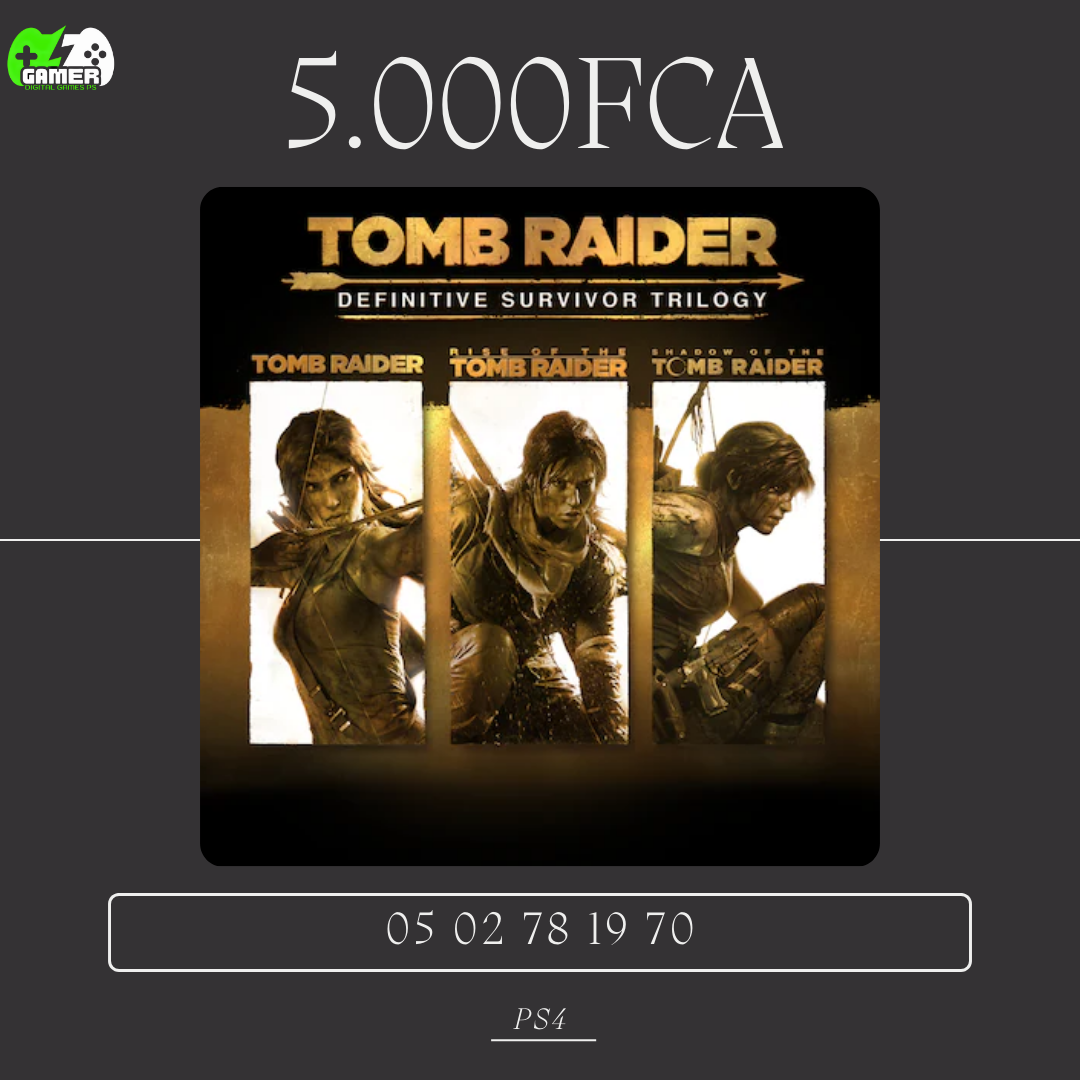 GAMER
DIGITAL GAMES PS
5.000FCA
TOMB RAIDER
DEFINITIVE SURVIVOR TRILOGY
TOMB RAIDER
RISE OF THE
TOMB RAIDER
SHADOW OF THE
TOMB RAIDER
05 02 78 19 70
PS4